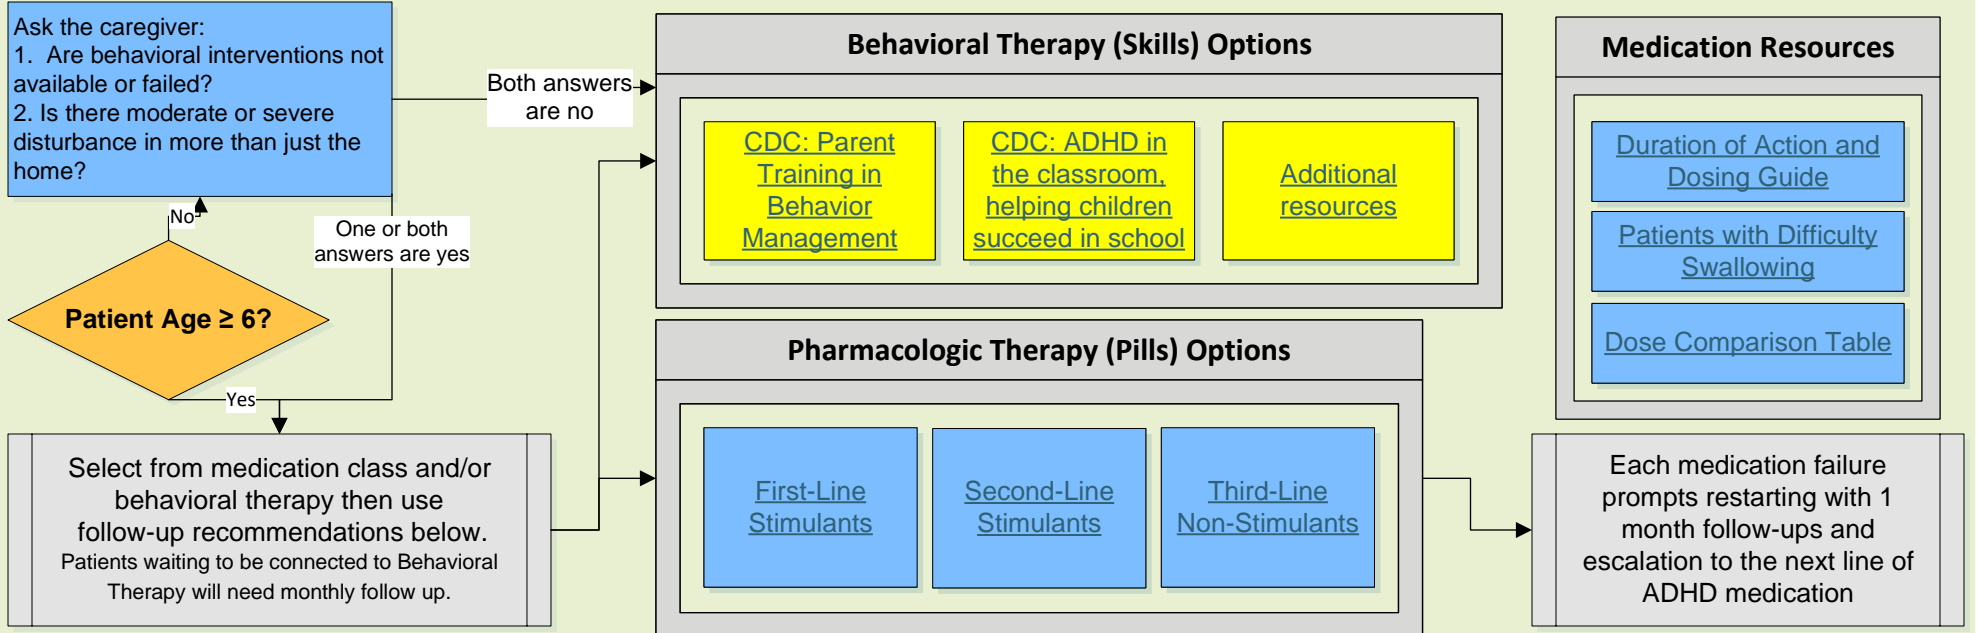 Ask the caregiver:
1.  Are behavioral interventions not
available or failed?
2. Is there moderate or severe
disturbance in more than just the
home?
Both answers
are no
No
One or both
answers are yes
Patient Age ≥ 6?
Yes
Select from medication class and/or
behavioral therapy then use
follow-up recommendations below.
Patients waiting to be connected to Behavioral
Therapy will need monthly follow up.
Behavioral Therapy (Skills) Options
CDC: Parent
Training in
Behavior
Management
CDC: ADHD in
the classroom,
helping children
succeed in school
Additional
resources
Pharmacologic Therapy (Pills) Options
First-Line
Stimulants
Second-Line
Stimulants
Third-Line
Non-Stimulants
Medication Resources
Duration of Action and
Dosing Guide
Patients with Difficulty
Swallowing
Dose Comparison Table
Each medication failure
prompts restarting with 1
month follow-ups and
escalation to the next line of
ADHD medication